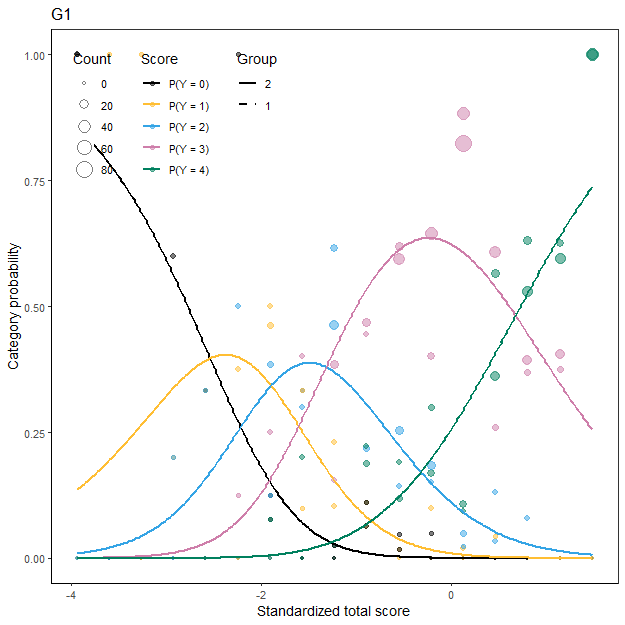 G1
Count Score Group
0 P(Y = 0) 2
20 P(Y = 1) 1
40 P(Y = 2)
60 P(Y = 3)
80 P(Y = 4)
1.00
0.75
0.50
0.25
0.00
Category probability
-4 -2 0
Standardized total score